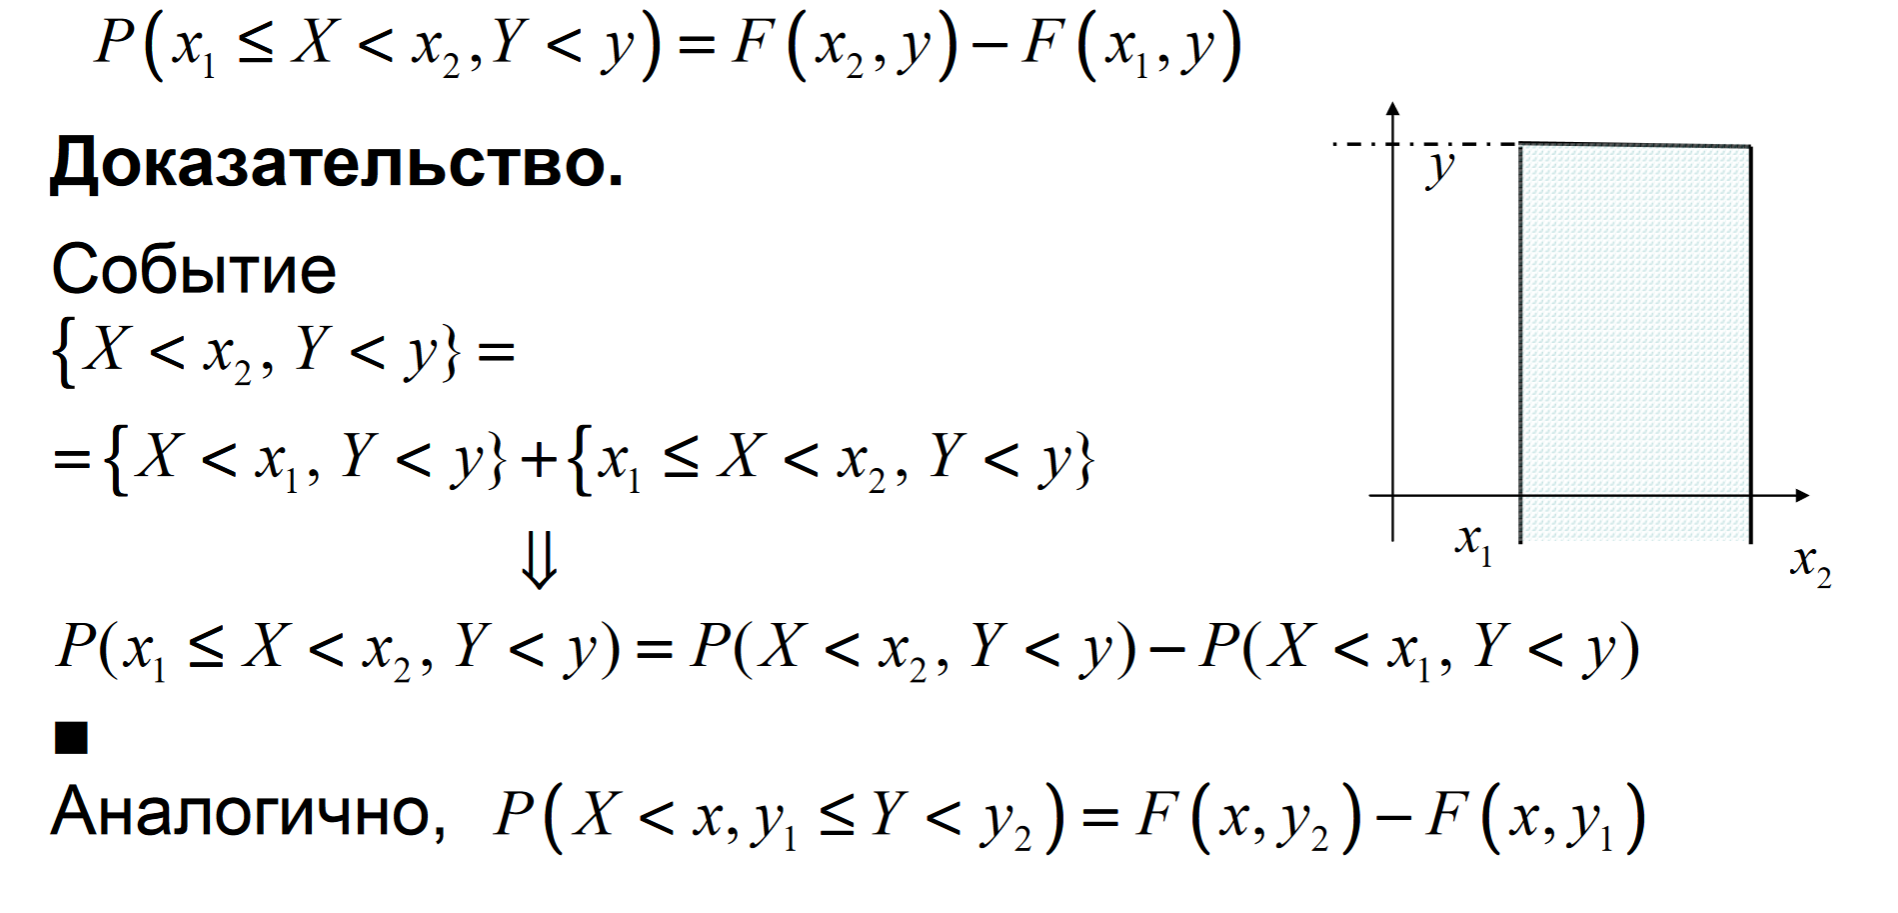 P(x₁ ≤ X < x₂, Y < y) = F(x₂, y) − F(x₁, y)
Доказательство.
Событие
{X < x₂, Y < y} =
= {X < x₁, Y < y} + {x₁ ≤ X < x₂, Y < y}
⇓
P(x₁ ≤ X < x₂, Y < y) = P(X < x₂, Y < y) − P(X < x₁, Y < y)
■
Аналогично, P(X < x, y₁ ≤ Y < y₂) = F(x, y₂) − F(x, y₁)
y
x₁
x₂